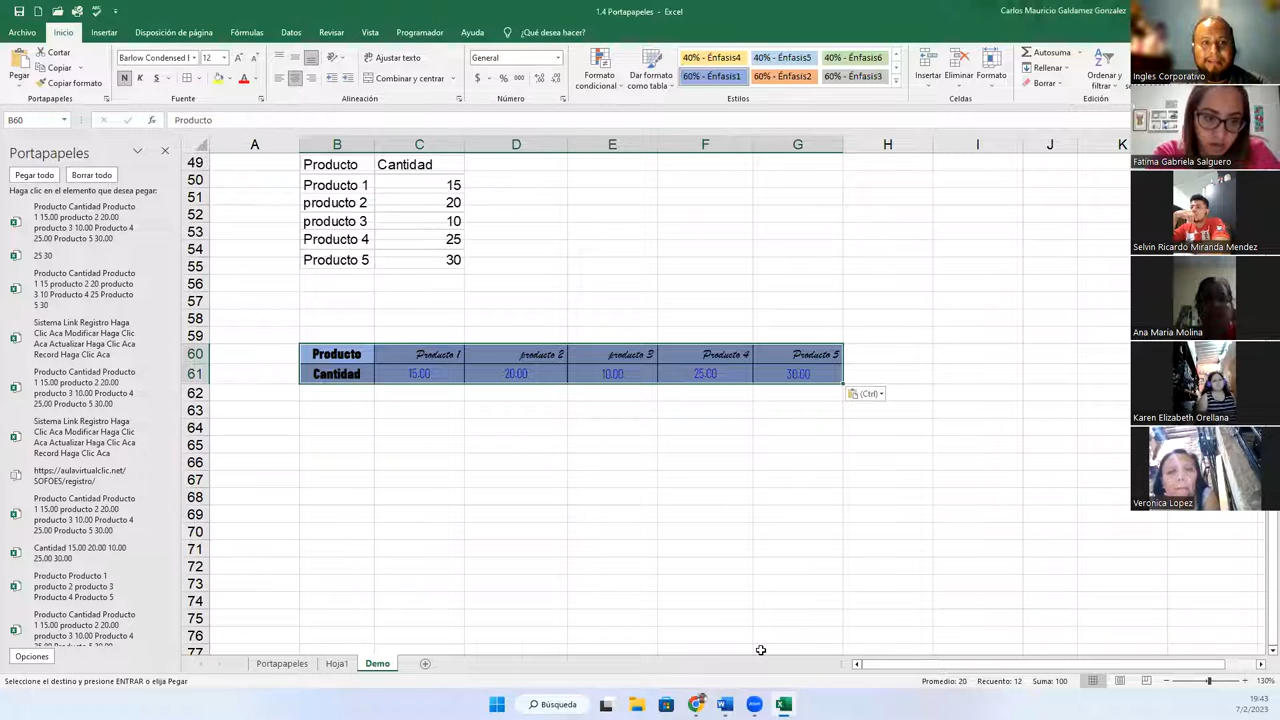 1.4 Portapapeles - Excel
Carlos Mauricio Galdamez Gonzalez
Archivo Inicio Insertar Disposición de página Fórmulas Datos Revisar Vista Programador Ayuda ¿Qué desea hacer?
Pegar
Cortar
Copiar
Copiar formato
Portapapeles
Barlow Condensed 12
N K S
Fuente
Ajustar texto
Combinar y centrar
Alineación
General
Número
Formato condicional
Dar formato como tabla
40% - Énfasis4 40% - Énfasis5 40% - Énfasis6
60% - Énfasis1 60% - Énfasis2 60% - Énfasis3
Estilos
Insertar Eliminar Formato
Celdas
Autosuma
Rellenar
Borrar
Ordenar y filtrar
Edición
B60
Producto
Portapapeles
Pegar todo Borrar todo
Haga clic en el elemento que desea pegar:
Producto Cantidad Producto
1 15.00 producto 2 20.00
producto 3 10.00 Producto 4
25.00 Producto 5 30.00
25 30
Producto Cantidad Producto
1 15 producto 2 20 producto
3 10 Producto 4 25 Producto
5 30
Sistema Link Registro Haga
Clic Aca Modificar Haga Clic
Aca Actualizar Haga Clic Aca
Record Haga Clic Aca
Producto Cantidad Producto
1 15.00 producto 2 20.00
producto 3 10.00 Producto 4
25.00 Producto 5 30.00
Sistema Link Registro Haga
Clic Aca Modificar Haga Clic
Aca Actualizar Haga Clic Aca
Record Haga Clic Aca
https://aulavirtualclic.net/
SOFOES/registro/
Producto Cantidad Producto
1 15.00 producto 2 20.00
producto 3 10.00 Producto 4
25.00 Producto 5 30.00
Cantidad 15.00 20.00 10.00
25.00 30.00
Producto Producto 1
producto 2 producto 3
Producto 4 Producto 5
Producto Cantidad Producto
1 15.00 producto 2 20.00
producto 3 10.00 Producto 4
25.00 Producto 5 30.00
Opciones
A B C D E F G H I J K
49 Producto Cantidad
50 Producto 1 15
51 producto 2 20
52 producto 3 10
53 Producto 4 25
54 Producto 5 30
55
56
57
58
59
60 Producto Producto 1 producto 2 producto 3 Producto 4 Producto 5
61 Cantidad 15.00 20.00 10.00 25.00 30.00
(Ctrl)
62
63
64
65
66
67
68
69
70
71
72
73
74
75
76
77
Portapapeles Hoja1 Demo
Seleccione el destino y presione ENTRAR o elija Pegar
Promedio: 20 Recuento: 12 Suma: 100
130%
Búsqueda
19:43
7/2/2023
Ingles Corporativo
Fatima Gabriela Salguero
Selvin Ricardo Miranda Mendez
Ana Maria Molina
Karen Elizabeth Orellana
Veronica Lopez